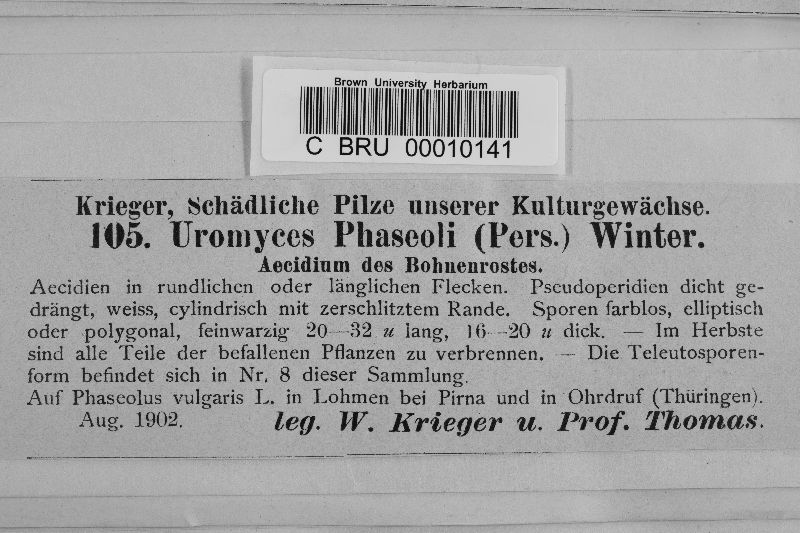 Brown University Herbarium
C BRU 00010141
Krieger, Schädliche Pilze unserer Kulturgewächse.
105. Uromyces Phaseoli (Pers.) Winter.
Aecidium des Bohnenrostes.
Aecidien in rundlichen oder länglichen Flecken. Pseudoperidien dicht ge-
drängt, weiss, cylindrisch mit zerschlitztem Rande. Sporen farblos, elliptisch
oder polygonal, feinwarzig 20—32 u lang, 16—20 u dick. — Im Herbste
sind alle Teile der befallenen Pflanzen zu verbrennen. — Die Teleutosporen-
form befindet sich in Nr. 8 dieser Sammlung.
Auf Phaseolus vulgaris L. in Lohmen bei Pirna und in Ohrdruf (Thüringen).
Aug. 1902. leg. W. Krieger u. Prof. Thomas.